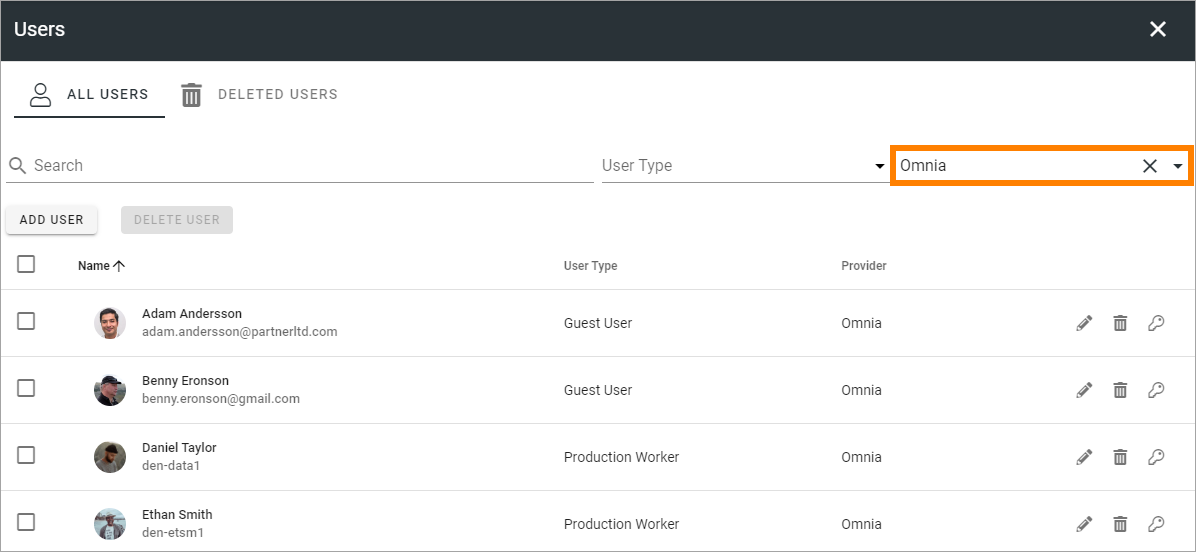 Users
ALL USERS DELETED USERS
Search User Type Omnia
ADD USER DELETE USER
Name User Type Provider
Adam Andersson
adam.andersson@partnerltd.com
Guest User Omnia
Benny Eronson
benny.eronson@gmail.com
Guest User Omnia
Daniel Taylor
den-data1
Production Worker Omnia
Ethan Smith
den-etsm1
Production Worker Omnia